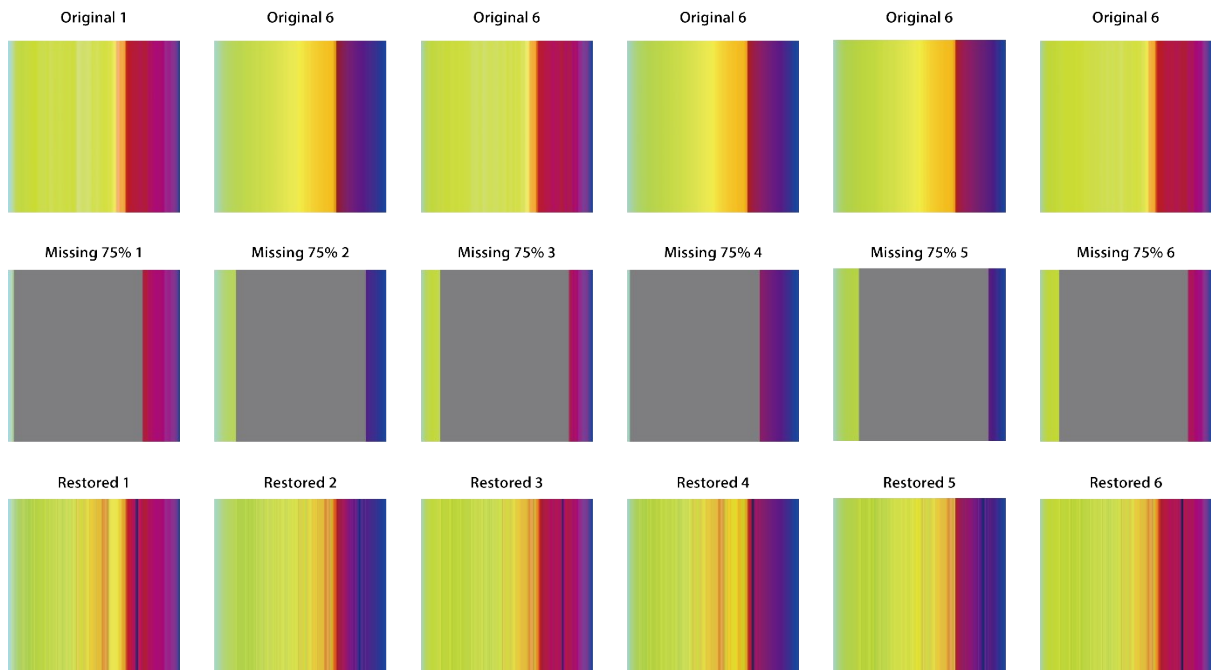 Original 1
Original 6
Original 6
Original 6
Original 6
Original 6
Missing 75% 1
Missing 75% 2
Missing 75% 3
Missing 75% 4
Missing 75% 5
Missing 75% 6
Restored 1
Restored 2
Restored 3
Restored 4
Restored 5
Restored 6